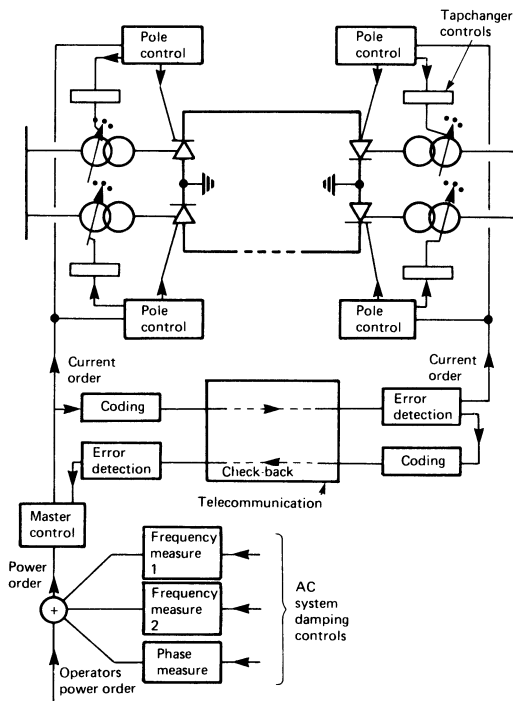 Tapchanger
controls
Pole
control
Pole
control
Pole
control
Pole
control
Current
order
Current
order
Coding
Error
detection
Error
detection
Check-back
Coding
Telecommunication
Master
control
Power
order
Frequency
measure
1
Frequency
measure
2
Phase
measure
AC
system
damping
controls
+
Operators
power order